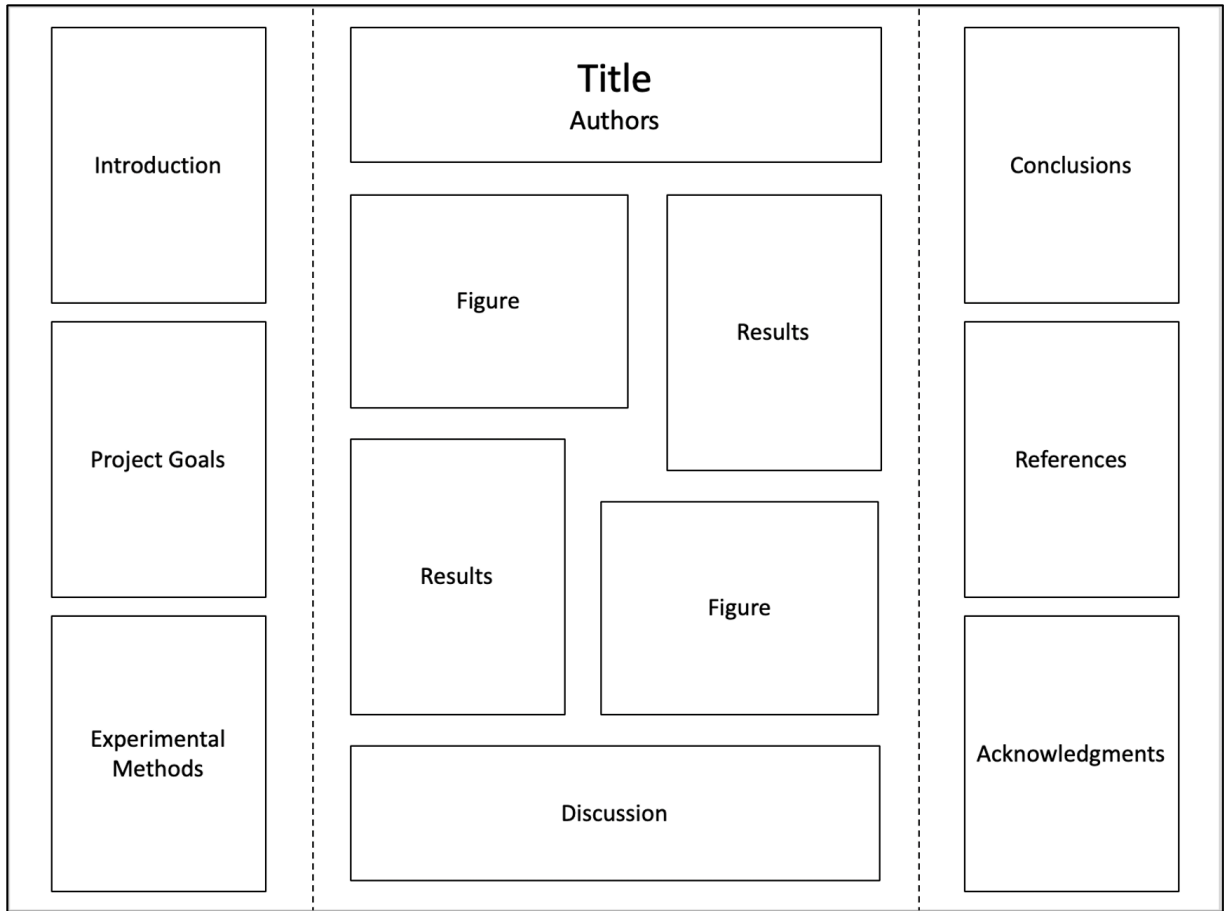 Introduction
Project Goals
Experimental
Methods
Title
Authors
Figure
Results
Results
Figure
Discussion
Conclusions
References
Acknowledgments